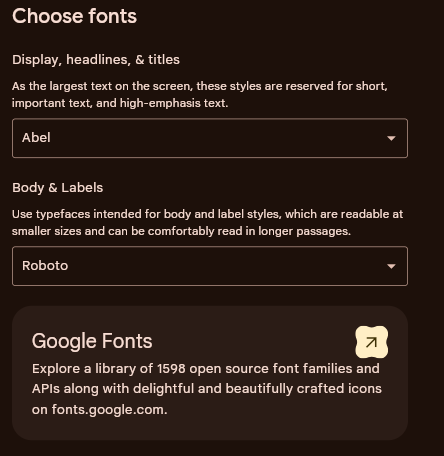 Choose fonts
Display, headlines, & titles
As the largest text on the screen, these styles are reserved for short,
important text, and high-emphasis text.
Abel
Body & Labels
Use typefaces intended for body and label styles, which are readable at
smaller sizes and can be comfortably read in longer passages.
Roboto
Google Fonts
Explore a library of 1598 open source font families and
APIs along with delightful and beautifully crafted icons
on fonts.google.com.